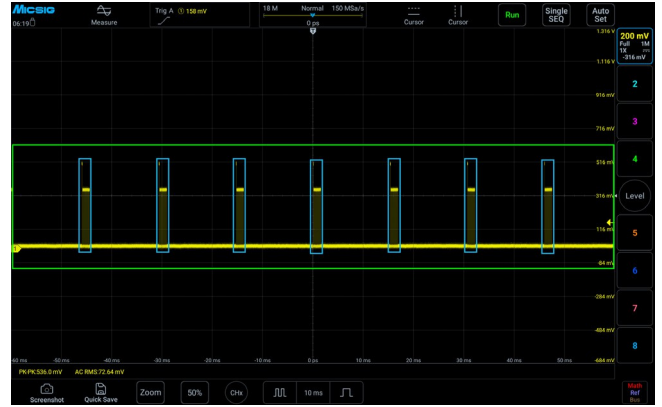 Micsig
06:19
Measure
Trig A ① 158 mV
18 M Normal 150 MSa/s
0 ps
Cursor
Cursor
Run
Single
SEQ
Auto
Set
1.316 V
1.116 V
916 mV
716 mV
516 mV
316 mV
116 mV
-84 mV
-284 mV
-484 mV
-684 mV
200 mV
Full 1M
1X
-316 mV
2
3
4
Level
5
6
7
8
1
-60 ms -50 ms -40 ms -30 ms -20 ms -10 ms 0 ps 10 ms 20 ms 30 ms 40 ms 50 ms
PK-PK:536.0 mV AC RMS:72.64 mV
Screenshot
Quick Save
Zoom
50%
CHx
10 ms
Math
Ref
Bus